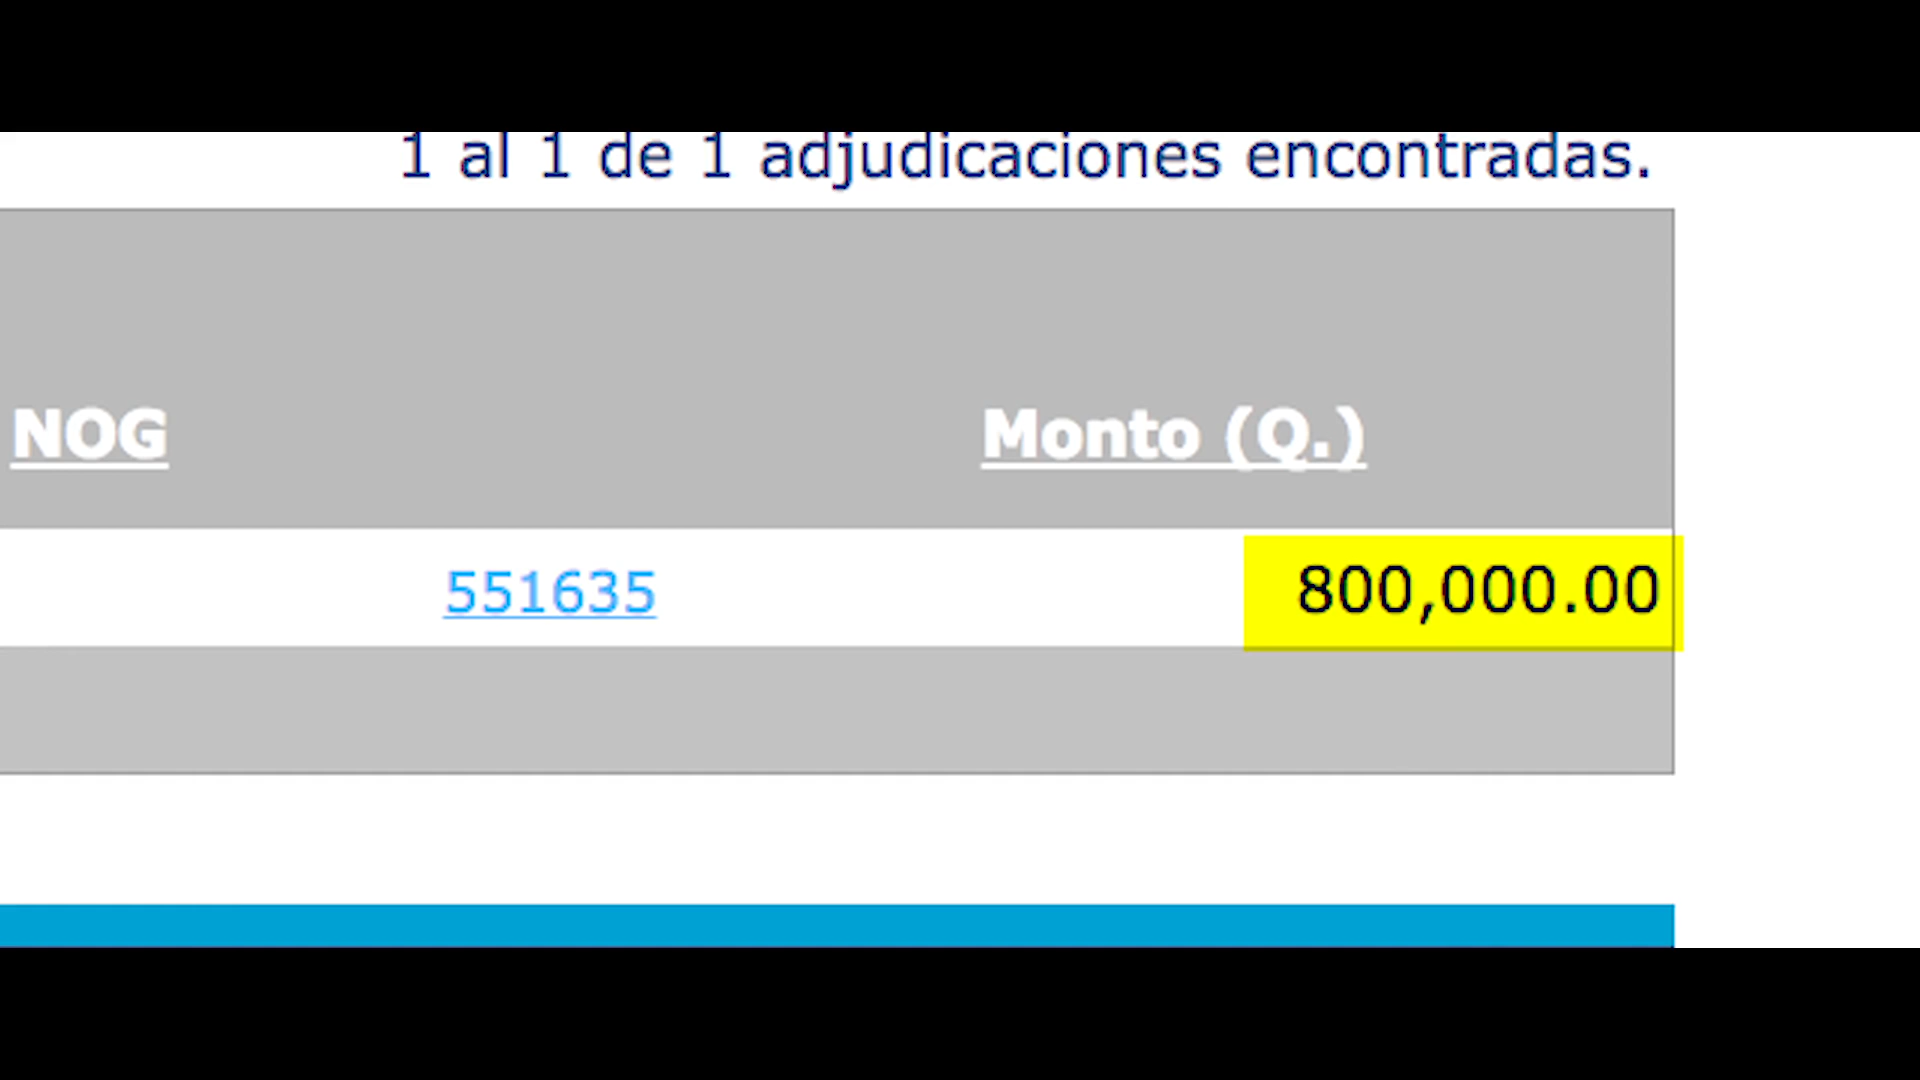 1 al 1 de 1 adjudicaciones encontradas.
NOG Monto (Q.)
551635 800,000.00